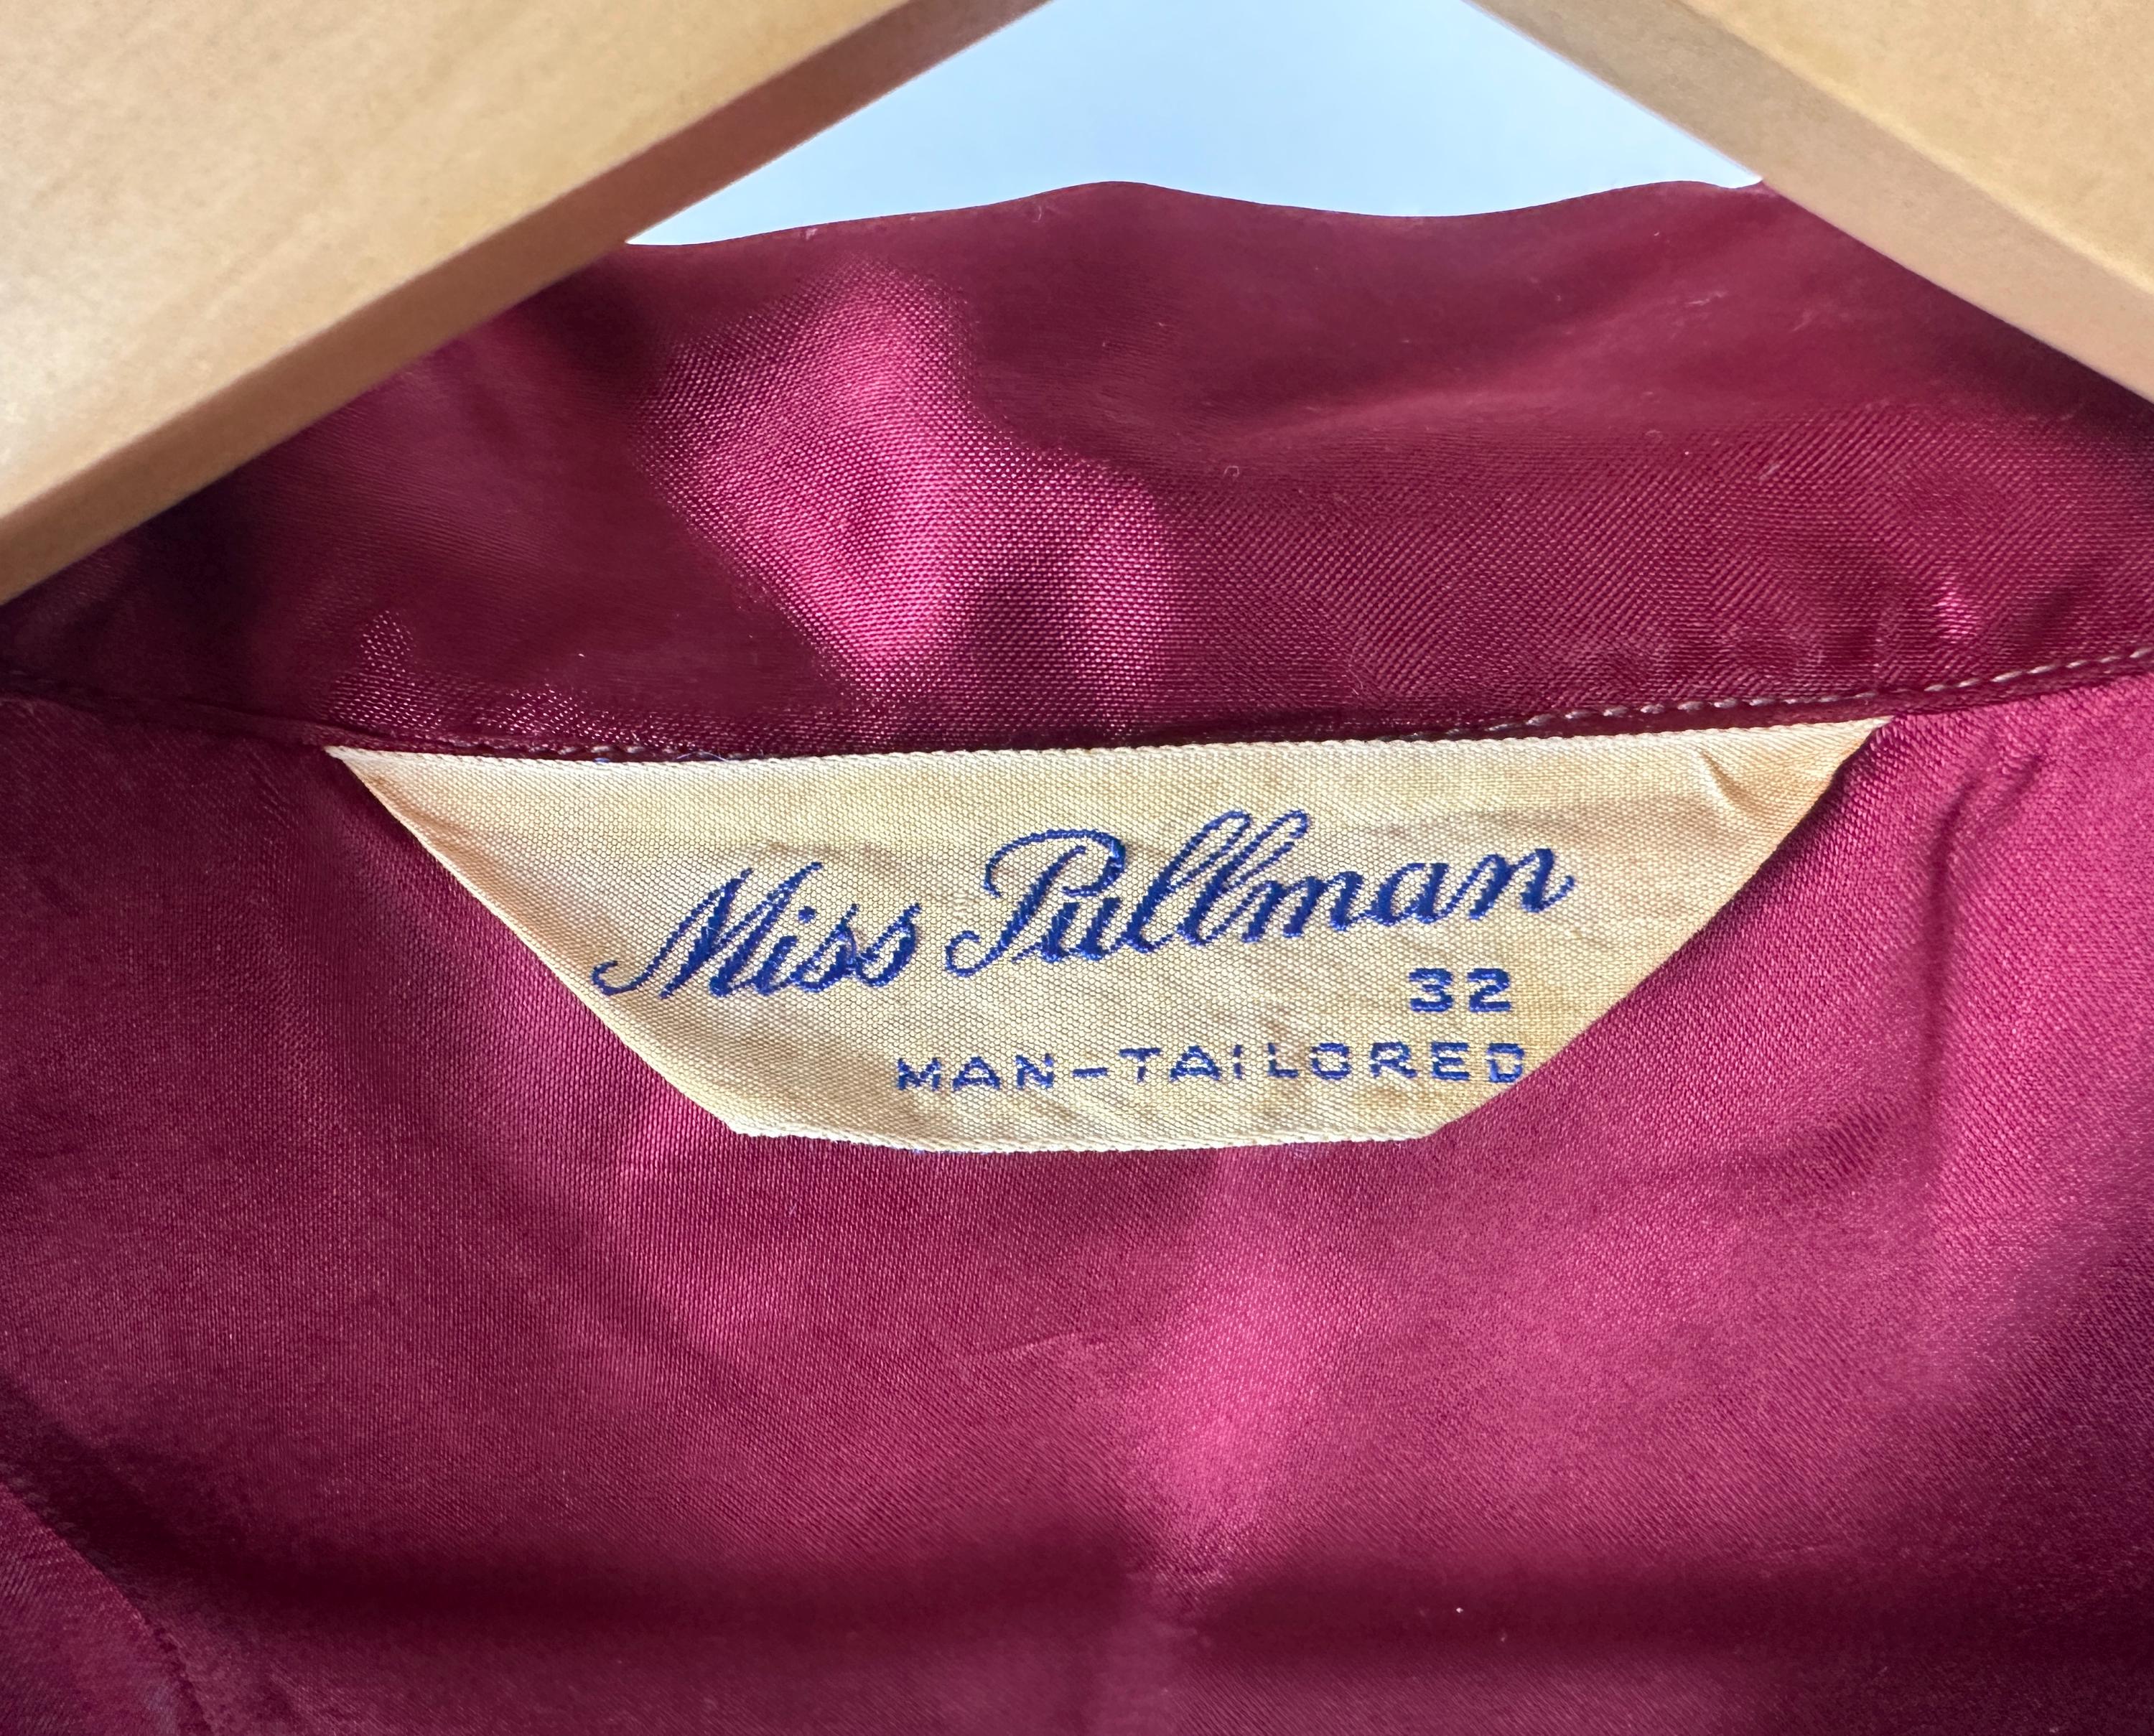 Miss Pullman
32
MAN-TAILORED